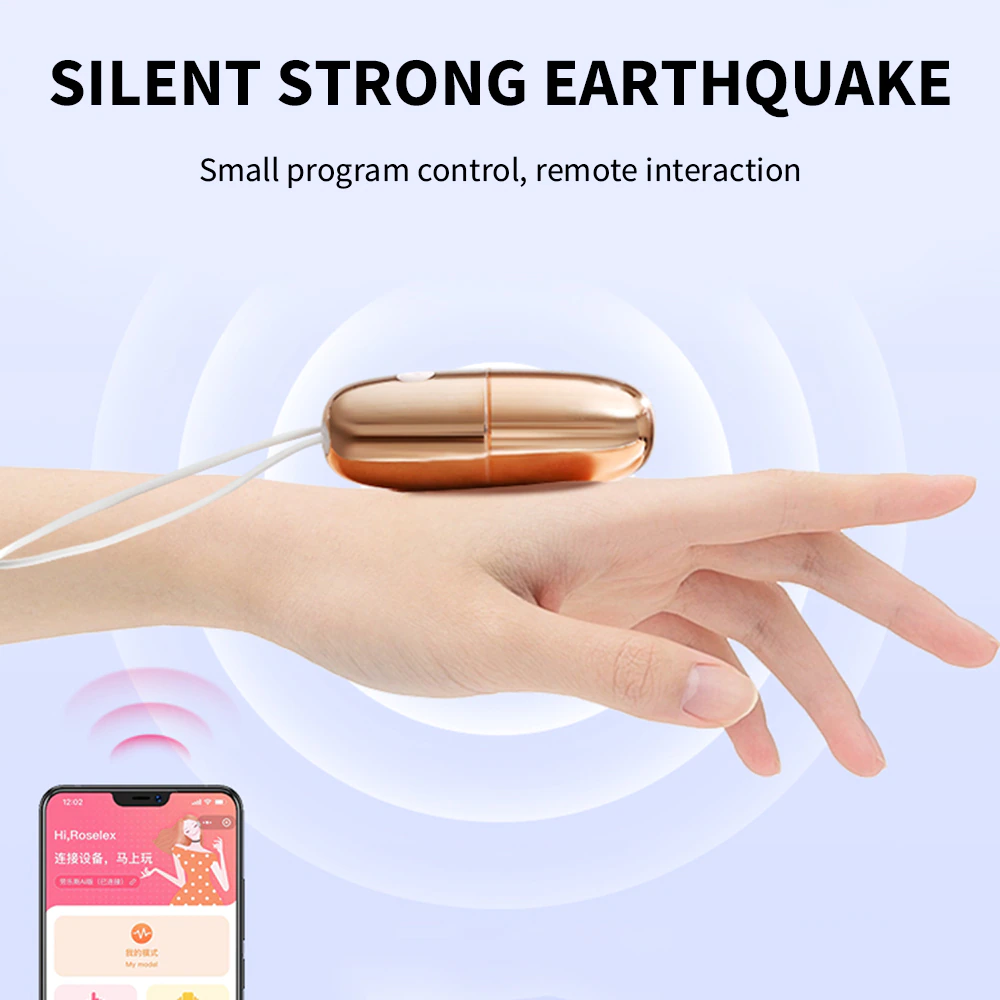 SILENT STRONG EARTHQUAKE
Small program control, remote interaction
12:02
Hi,Roselex
连接设备，马上玩
我的模式
My modal